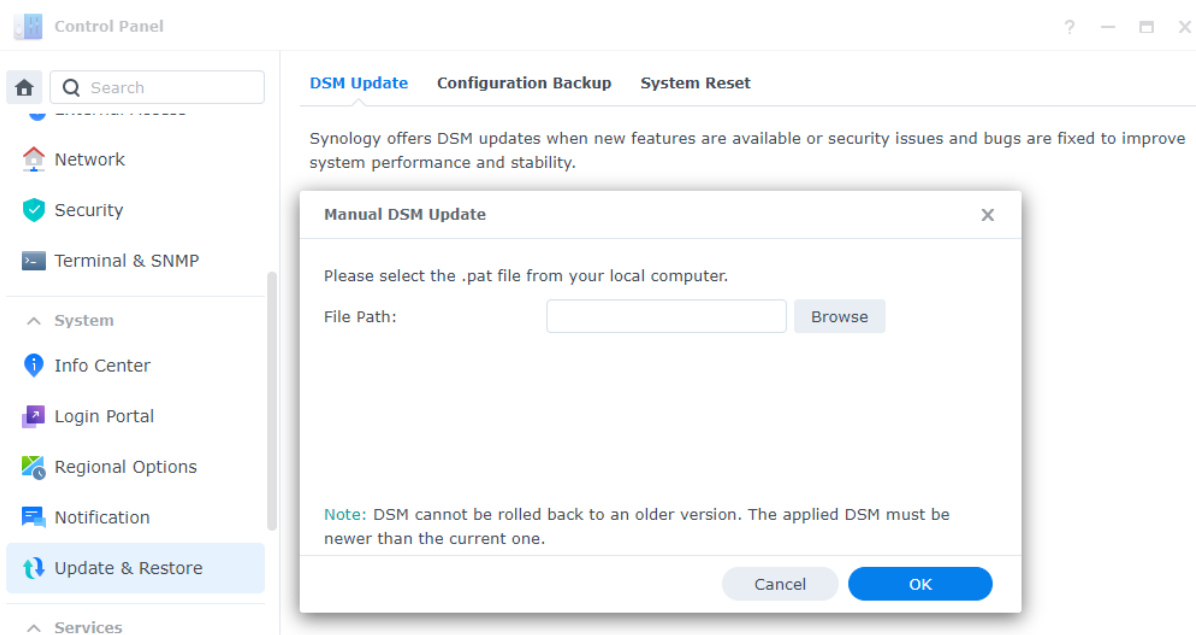 Control Panel
?
Search
DSM Update Configuration Backup System Reset
Synology offers DSM updates when new features are available or security issues and bugs are fixed to improve
system performance and stability.
Network
Security
Terminal & SNMP
System
Info Center
Login Portal
Regional Options
Notification
Update & Restore
Services
Manual DSM Update
Please select the .pat file from your local computer.
File Path:
Browse
Note: DSM cannot be rolled back to an older version. The applied DSM must be
newer than the current one.
Cancel
OK